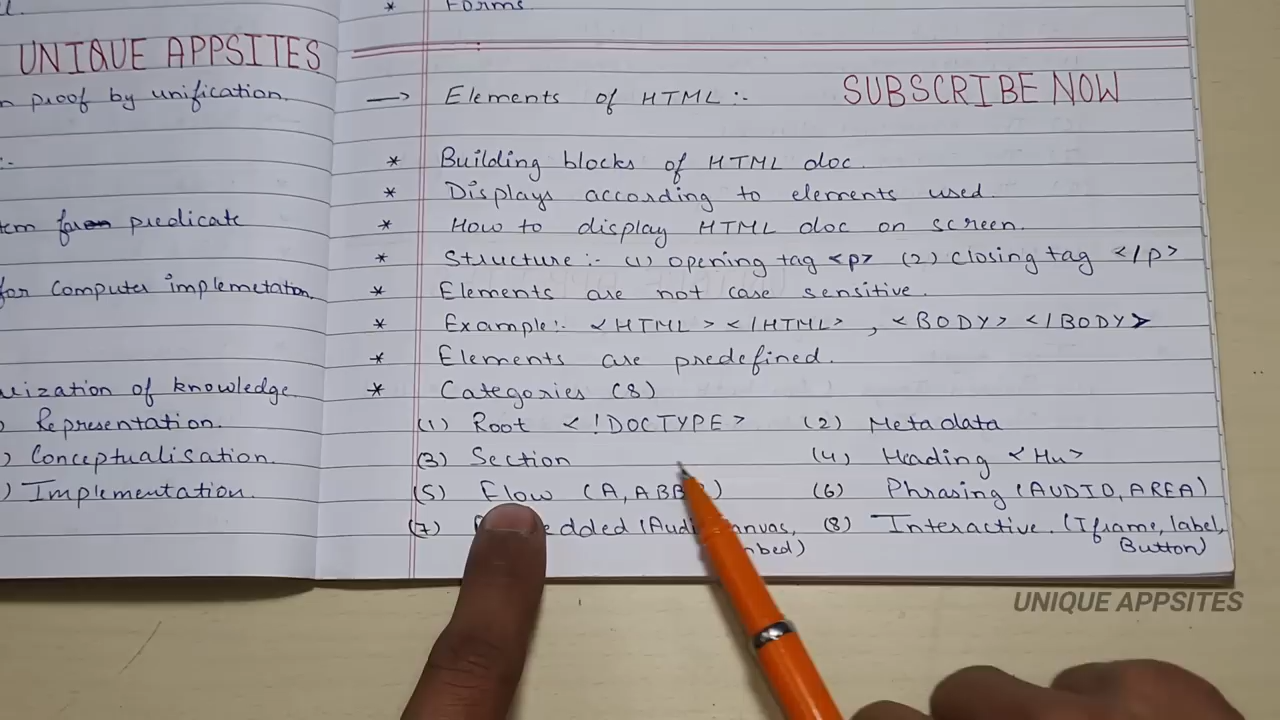 * Forms
UNIQUE APPSITES
proof by unification.
predicate
for Computer implemetation.
of knowledge
Representation.
) Conceptualisation.
) Implementation.
SUBSCRIBE NOW
→ Elements of HTML :-
* Building blocks of HTML doc.
* Displays according to elements used.
* How to display HTML doc on screen.
* Structure :- (1) opening tag <p> (2) closing tag </p>
* Elements are not case sensitive.
* Example :- <HTML> </HTML> , <BODY> </BODY>
* Elements are predefined.
* Categories (8)
(1) Root <!DOCTYPE> (2) Metadata
(3) Section (4) Heading <Hn>
(5) Flow (A, (6) Phrasing (AUDIO, AREA)
(7) (8) Interactive. (Iframe, label,
Button)
UNIQUE APPSITES